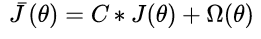 J̄(θ) = C ∗ J(θ) + Ω(θ)